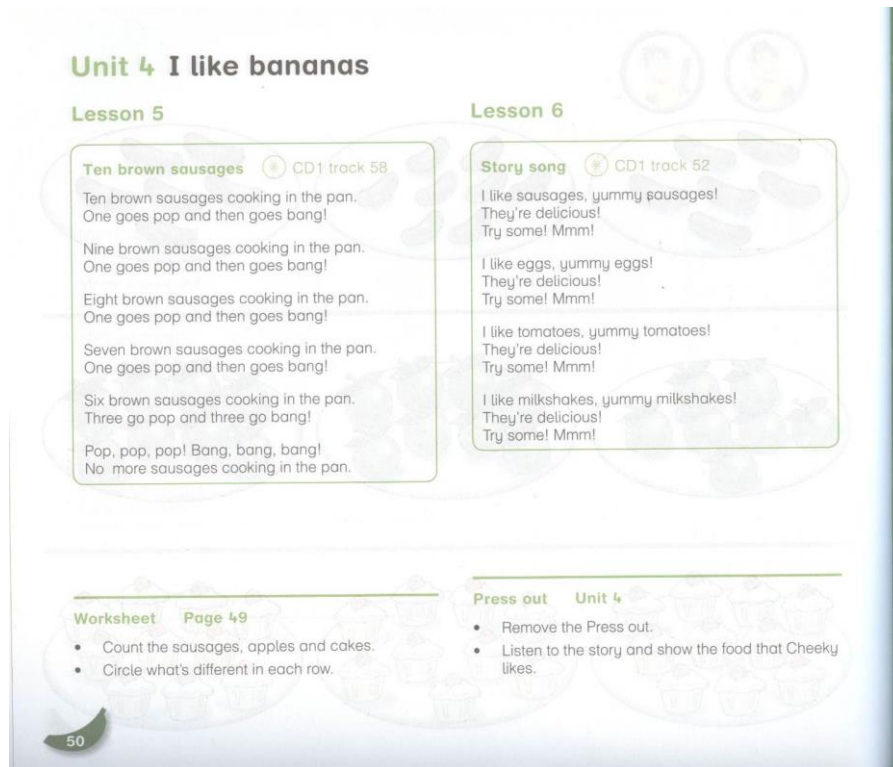 Unit 4 I like bananas
Lesson 5
Ten brown sausages CD1 track 58
Ten brown sausages cooking in the pan.
One goes pop and then goes bang!
Nine brown sausages cooking in the pan.
One goes pop and then goes bang!
Eight brown sausages cooking in the pan.
One goes pop and then goes bang!
Seven brown sausages cooking in the pan.
One goes pop and then goes bang!
Six brown sausages cooking in the pan.
Three go pop and three go bang!
Pop, pop, pop! Bang, bang, bang!
No more sausages cooking in the pan.
Worksheet Page 49
• Count the sausages, apples and cakes.
• Circle what's different in each row.
Lesson 6
Story song CD1 track 52
I like sausages, yummy sausages!
They're delicious!
Try some! Mmm!
I like eggs, yummy eggs!
They're delicious!
Try some! Mmm!
I like tomatoes, yummy tomatoes!
They're delicious!
Try some! Mmm!
I like milkshakes, yummy milkshakes!
They're delicious!
Try some! Mmm!
Press out Unit 4
• Remove the Press out.
• Listen to the story and show the food that Cheeky
likes.
50